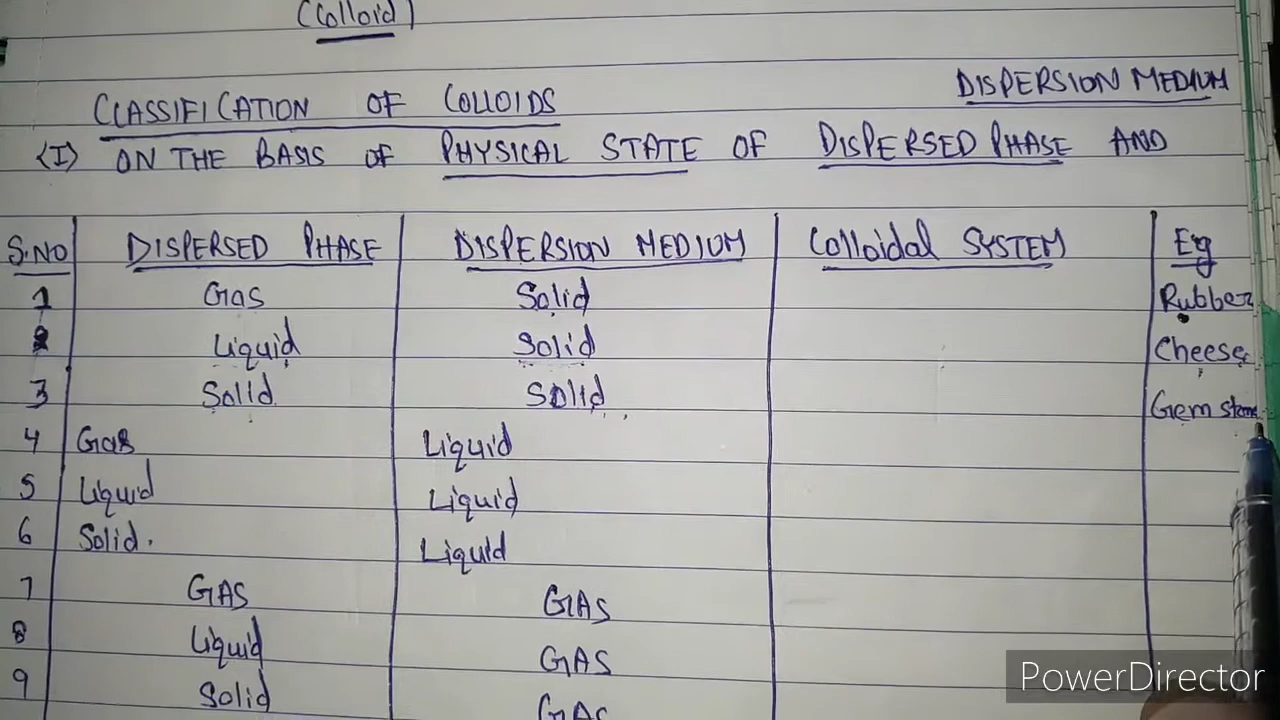 (Colloid)
DISPERSION MEDIUM
CLASSIFICATION OF COLLOIDS
(I) ON THE BASIS OF PHYSICAL STATE OF DISPERSED PHASE AND
S.NO DISPERSED PHASE DISPERSION MEDIUM Colloidal SYSTEM Eg
1 Gas Solid Rubber
2 Liquid Solid Cheese
3 Solid Solid Gem stone
4 Gas Liquid
5 Liquid Liquid
6 Solid. Liquid
7 GAS GAS
8 Liquid GAS
9 Solid GAS
PowerDirector